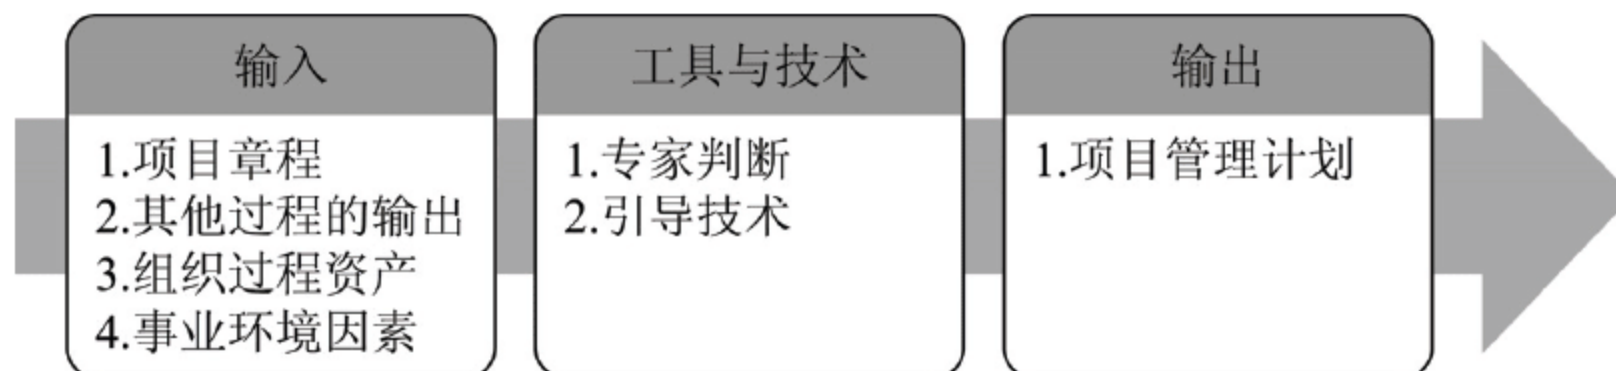 输入
1.项目章程
2.其他过程的输出
3.组织过程资产
4.事业环境因素
工具与技术
1.专家判断
2.引导技术
输出
1.项目管理计划